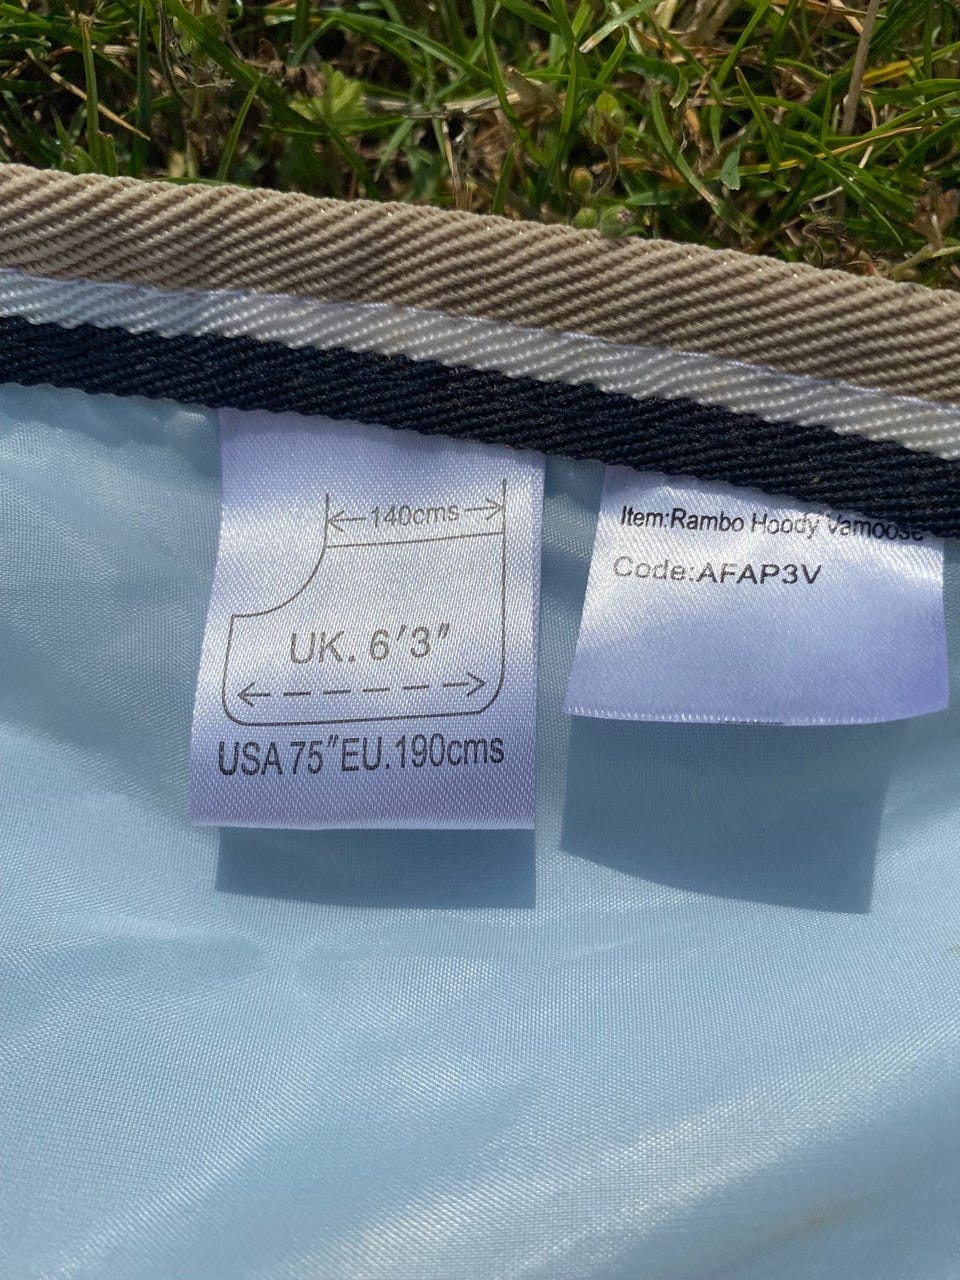 140cms
UK. 6'3"
USA 75" EU. 190cms
Item:Rambo Hoody Vamoose
Code:AFAP3V